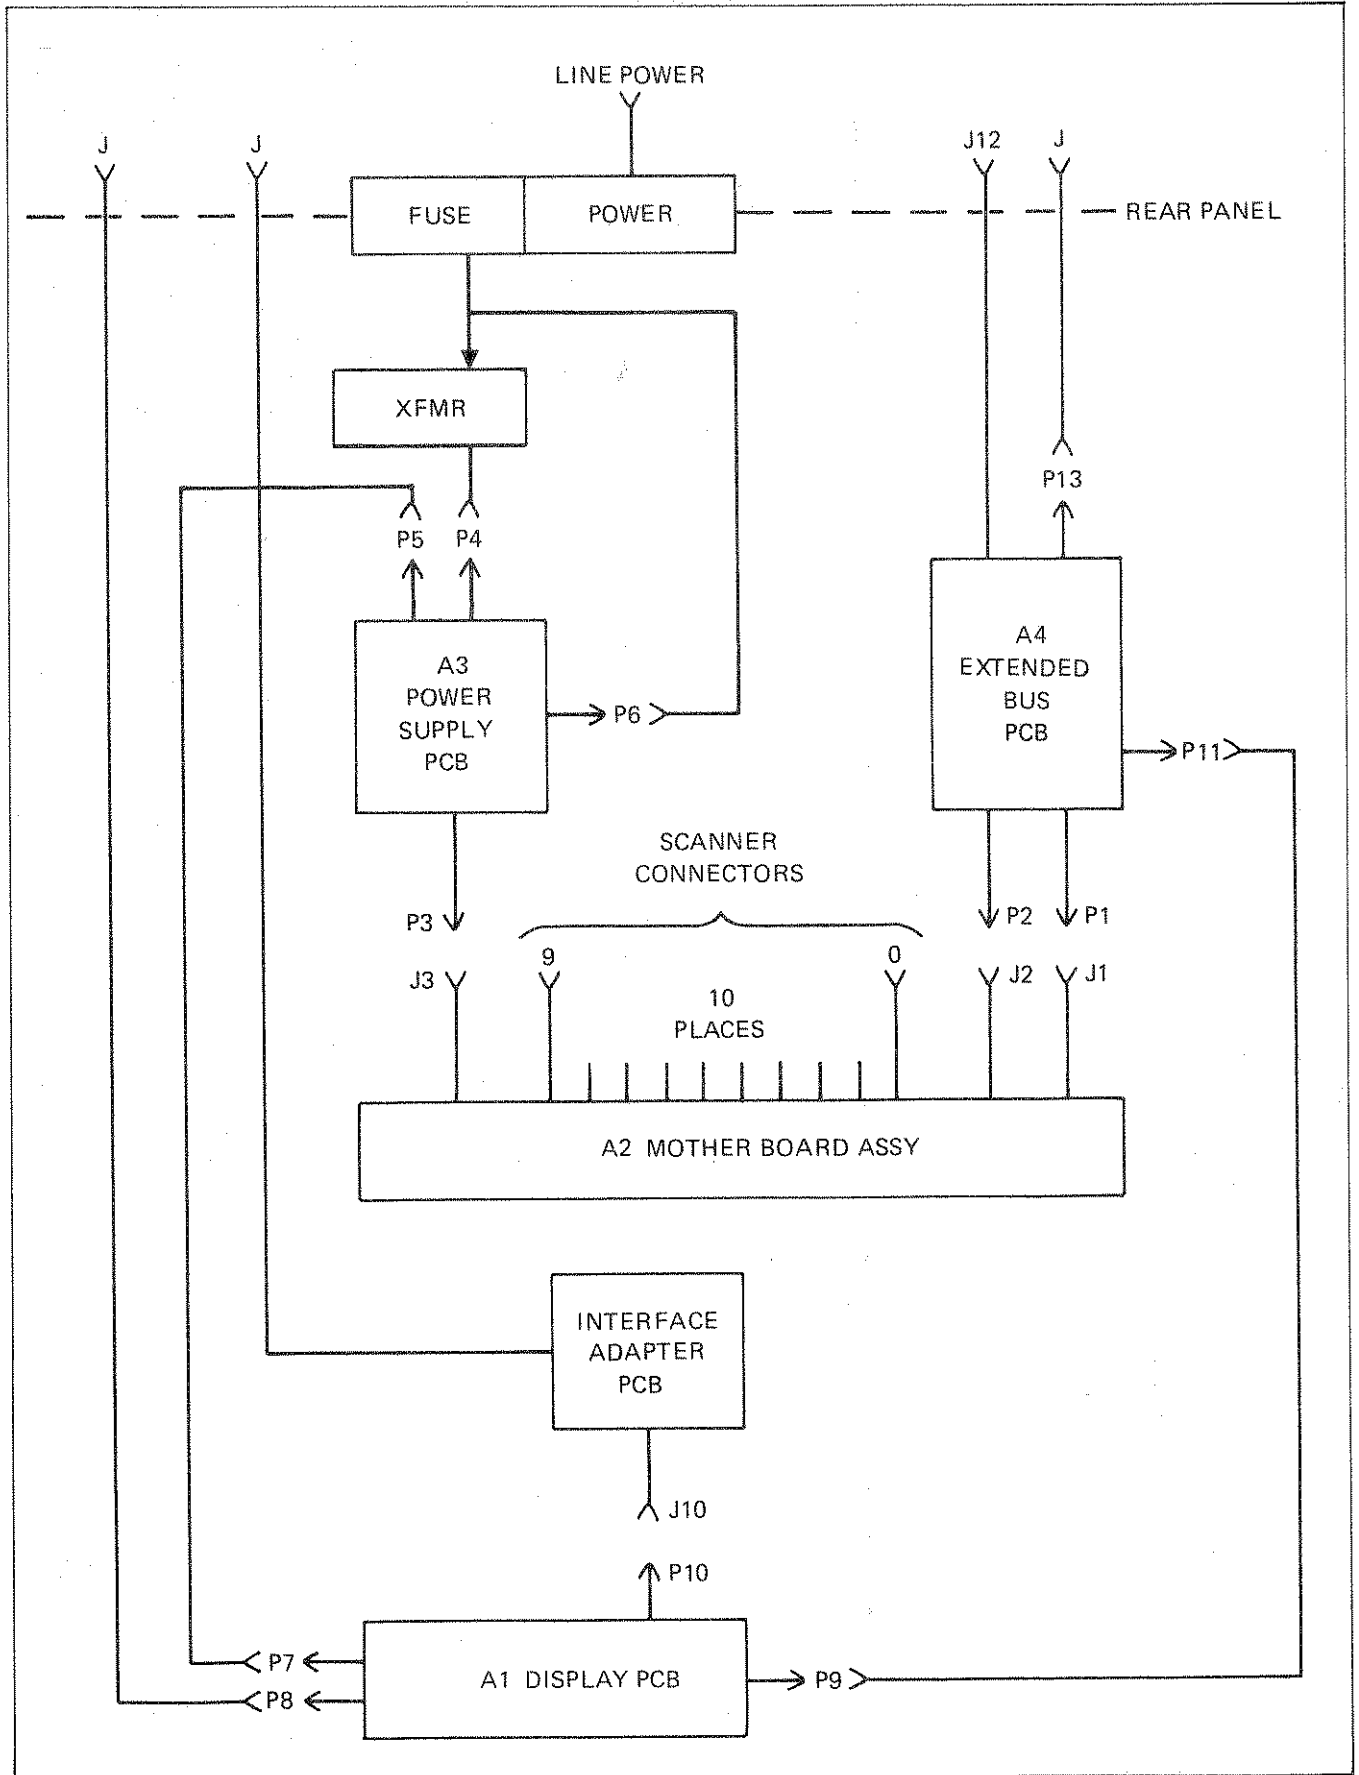 LINE POWER
J
J
J12
J
FUSE
POWER
REAR PANEL
XFMR
P13
P5
P4
A3
POWER
SUPPLY
PCB
P6
A4
EXTENDED
BUS
PCB
P11
SCANNER
CONNECTORS
P3
P2
P1
9
0
J3
J2
J1
10
PLACES
A2 MOTHER BOARD ASSY
INTERFACE
ADAPTER
PCB
J10
P10
P7
A1 DISPLAY PCB
P9
P8